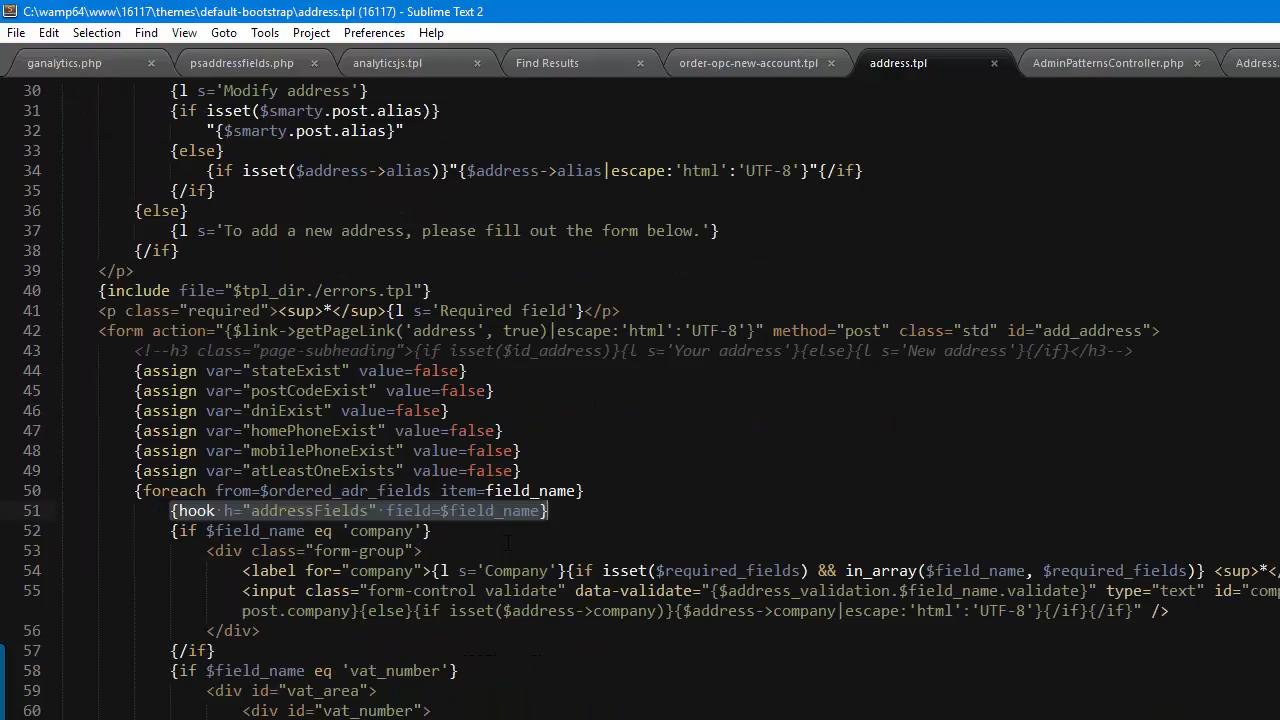 C:\wamp64\www\16117\themes\default-bootstrap\address.tpl (16117) - Sublime Text 2
File Edit Selection Find View Goto Tools Project Preferences Help
ganalytics.php psaddressfields.php analyticsjs.tpl Find Results order-opc-new-account.tpl address.tpl AdminPatternsController.php Address.
30 {l s='Modify address'}
31 {if isset($smarty.post.alias)}
32 "{$smarty.post.alias}"
33 {else}
34 {if isset($address->alias)}"{$address->alias|escape:'html':'UTF-8'}"{/if}
35 {/if}
36 {else}
37 {l s='To add a new address, please fill out the form below.'}
38 {/if}
39 </p>
40 {include file="$tpl_dir./errors.tpl"}
41 <p class="required"><sup>*</sup>{l s='Required field'}</p>
42 <form action="{$link->getPageLink('address', true)|escape:'html':'UTF-8'}" method="post" class="std" id="add_address">
43 <!--h3 class="page-subheading">{if isset($id_address)}{l s='Your address'}{else}{l s='New address'}{/if}</h3-->
44 {assign var="stateExist" value=false}
45 {assign var="postCodeExist" value=false}
46 {assign var="dniExist" value=false}
47 {assign var="homePhoneExist" value=false}
48 {assign var="mobilePhoneExist" value=false}
49 {assign var="atLeastOneExists" value=false}
50 {foreach from=$ordered_adr_fields item=field_name}
51 {hook h="addressFields" field=$field_name}
52 {if $field_name eq 'company'}
53 <div class="form-group">
54 <label for="company">{l s='Company'}{if isset($required_fields) && in_array($field_name, $required_fields)} <sup>*</
55 <input class="form-control validate" data-validate="{$address_validation.$field_name.validate}" type="text" id="comp
post.company}{else}{if isset($address->company)}{$address->company|escape:'html':'UTF-8'}{/if}{/if}" />
56 </div>
57 {/if}
58 {if $field_name eq 'vat_number'}
59 <div id="vat_area">
60 <div id="vat_number">